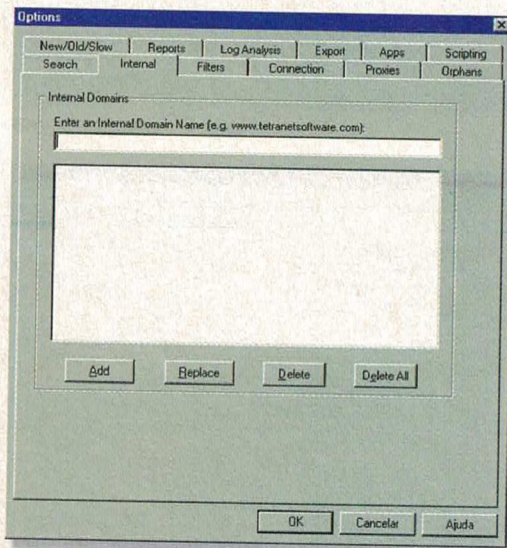 Options
New/Old/Slow Reports Log Analysis Export Apps Scripting
Search Internal Filters Connection Proxies Orphans
Internal Domains
Enter an Internal Domain Name (e.g. www.tetranetsoftware.com):
Add Replace Delete Delete All
OK Cancelar Ajuda